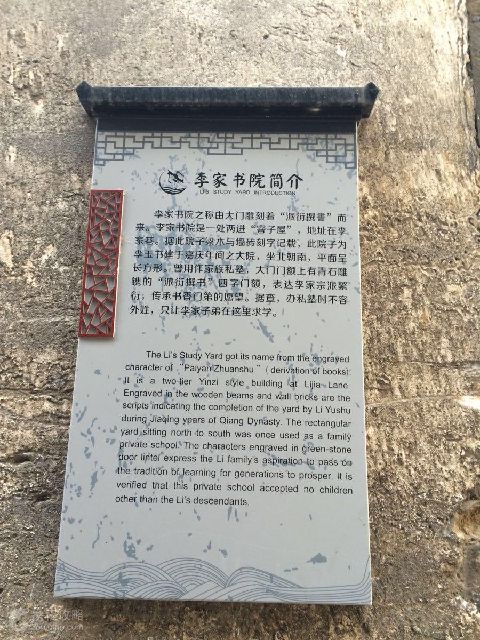 李家书院简介
LI'S STUDY YARD INTRODUCTION
李家书院之称由大门雕刻着“派衍撰書”而
来。李家书院是一处两进“寅子屋”，地址在李
家巷。据此院子梁木与墙砖刻字记载，此院子为
李玉书建于嘉庆年间之大院，坐北朝南，平面呈
长方形，曾用作家族私塾，大门门额上有青石雕
镌的“派衍撰书”四字门额，表达李家宗派繁
衍，传承书香门第的愿望。据章，办私塾时不容
外姓，只让李家子弟在这里求学。
The Li's Study Yard got its name from the engraved
character of “PaiyanZhuanshu” ( derivation of books).
It is a two-tier Yinzi style building at Lijia Lane.
Engraved in the wooden beams and wall bricks are the
scripts indicating the completion of the yard by Li Yushu
during Jiaqing years of Qiang Dynasty. The rectangular
yard sitting north to south was once used as a family
private school. The characters engraved in green-stone
door lintel express the Li family's aspiration to pass on
the tradition of learning for generations to prosper. It is
verified that this private school accepted no children
other than the Li's descendants.